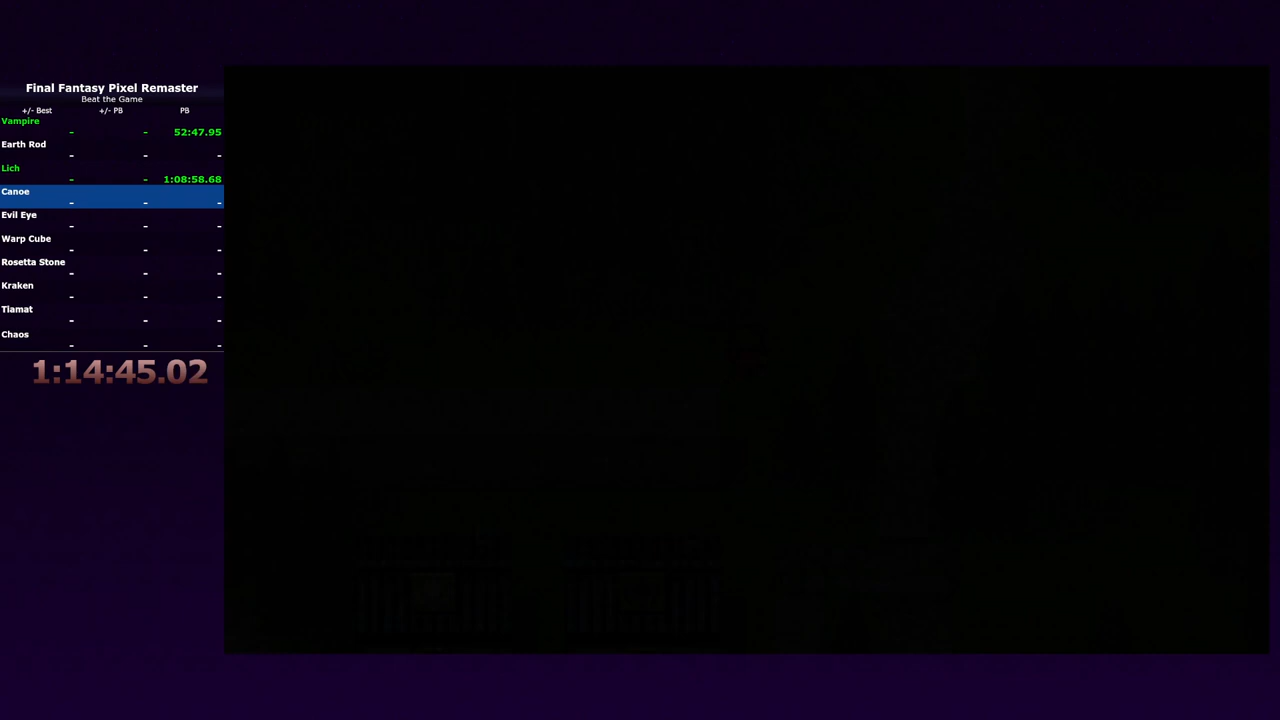 Final Fantasy Pixel Remaster
Beat the Game
+/- Best +/- PB PB
Vampire
- - 52:47.95
Earth Rod
- - -
Lich
- - 1:08:58.68
Canoe
- - -
Evil Eye
- - -
Warp Cube
- - -
Rosetta Stone
- - -
Kraken
- - -
Tiamat
- - -
Chaos
- - -
1:14:45.02